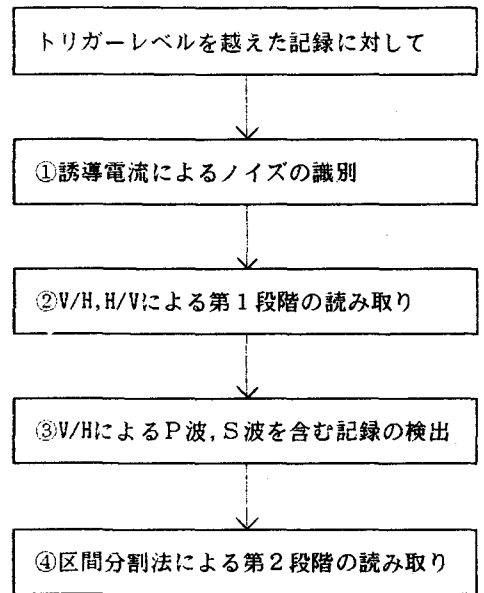 トリガーレベルを越えた記録に対して
①誘導電流によるノイズの識別
②V/H,H/Vによる第1段階の読み取り
③V/HによるP波,S波を含む記録の検出
④区間分割法による第2段階の読み取り